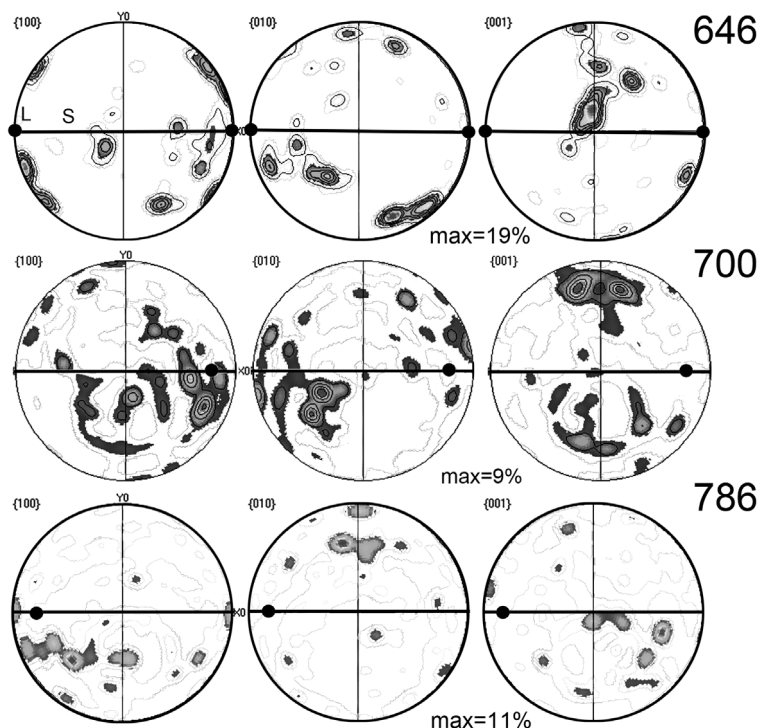 {100} Y0 {010} {001} 646
L S X0
max=19%
700
{100} Y0 {010} {001}
X0
max=9%
786
{100} Y0 {010} {001}
X0
max=11%